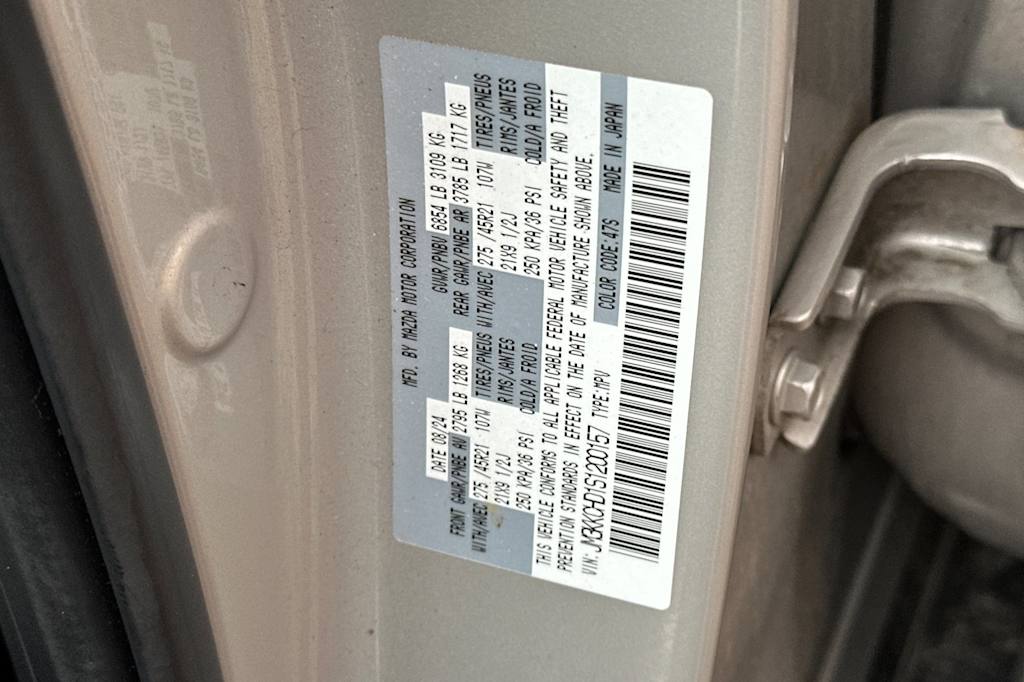 MFD. BY MAZDA MOTOR CORPORATION
DATE 08/24 GVWR/PNBV 6854 LB 3109 KG
FRONT GAWR/PNBE AV 2795 LB 1268 KG REAR GAWR/PNBE AR 3785 LB 1717 KG
WITH/AVEC 275 /45R21 107W TIRES/PNEUS WITH/AVEC 275 /45R21 107W TIRES/PNEUS
21X9 1/2J RIMS/JANTES 21X9 1/2J RIMS/JANTES
250 KPA/36 PSI COLD/A FROID 250 KPA/36 PSI COLD/A FROID
THIS VEHICLE CONFORMS TO ALL APPLICABLE FEDERAL MOTOR VEHICLE SAFETY AND THEFT
PREVENTION STANDARDS IN EFFECT ON THE DATE OF MANUFACTURE SHOWN ABOVE.
VIN: JM3KKCHD1S1200157 TYPE:MPV COLOR CODE:47S MADE IN JAPAN